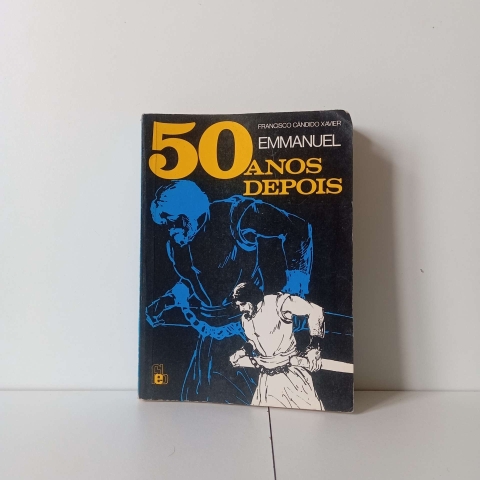 FRANCISCO CÂNDIDO XAVIER
EMMANUEL
50 ANOS
DEPOIS